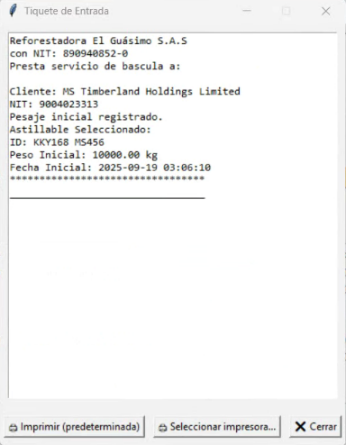 Tiquete de Entrada
Reforestadora El Guásimo S.A.S
con NIT: 890940852-0
Presta servicio de bascula a:
Cliente: MS Timberland Holdings Limited
NIT: 9004023313
Pesaje inicial registrado.
Astillable Seleccionado:
ID: KKY168 MS456
Peso Inicial: 10000.00 kg
Fecha Inicial: 2025-09-19 03:06:10
*********************************
_________________________________
Imprimir (predeterminada) Seleccionar impresora... Cerrar